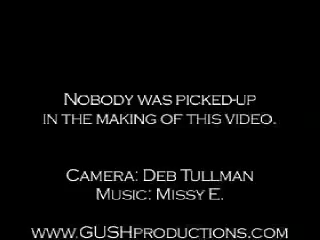 Nobody was picked-up
in the making of this video.
Camera: Deb Tullman
Music: Missy E.
www.GUSHproductions.com